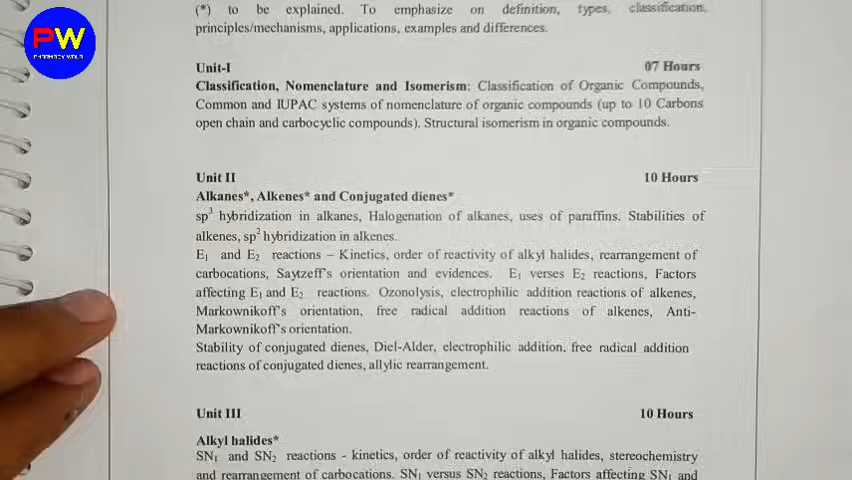 PW
PHARMACY WORLD
(*) to be explained. To emphasize on definition, types, classification,
principles/mechanisms, applications, examples and differences.
Unit-I 07 Hours
Classification, Nomenclature and Isomerism: Classification of Organic Compounds,
Common and IUPAC systems of nomenclature of organic compounds (up to 10 Carbons
open chain and carbocyclic compounds). Structural isomerism in organic compounds.
Unit II 10 Hours
Alkanes*, Alkenes* and Conjugated dienes*
sp³ hybridization in alkanes, Halogenation of alkanes, uses of paraffins. Stabilities of
alkenes, sp² hybridization in alkenes.
E₁ and E₂ reactions – Kinetics, order of reactivity of alkyl halides, rearrangement of
carbocations, Saytzeff's orientation and evidences. E₁ verses E₂ reactions, Factors
affecting E₁ and E₂ reactions. Ozonolysis, electrophilic addition reactions of alkenes,
Markownikoff's orientation, free radical addition reactions of alkenes, Anti-
Markownikoff's orientation.
Stability of conjugated dienes, Diel-Alder, electrophilic addition, free radical addition
reactions of conjugated dienes, allylic rearrangement.
Unit III 10 Hours
Alkyl halides*
SN₁ and SN₂ reactions - kinetics, order of reactivity of alkyl halides, stereochemistry
and rearrangement of carbocations. SN₁ versus SN₂ reactions, Factors affecting SN₁ and